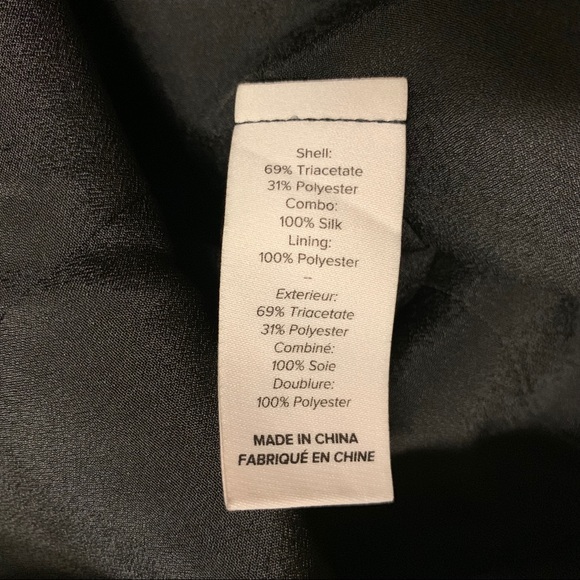 Shell:
69% Triacetate
31% Polyester
Combo:
100% Silk
Lining:
100% Polyester
–
Exterieur:
69% Triacetate
31% Polyester
Combiné:
100% Soie
Doublure:
100% Polyester
MADE IN CHINA
FABRIQUÉ EN CHINE